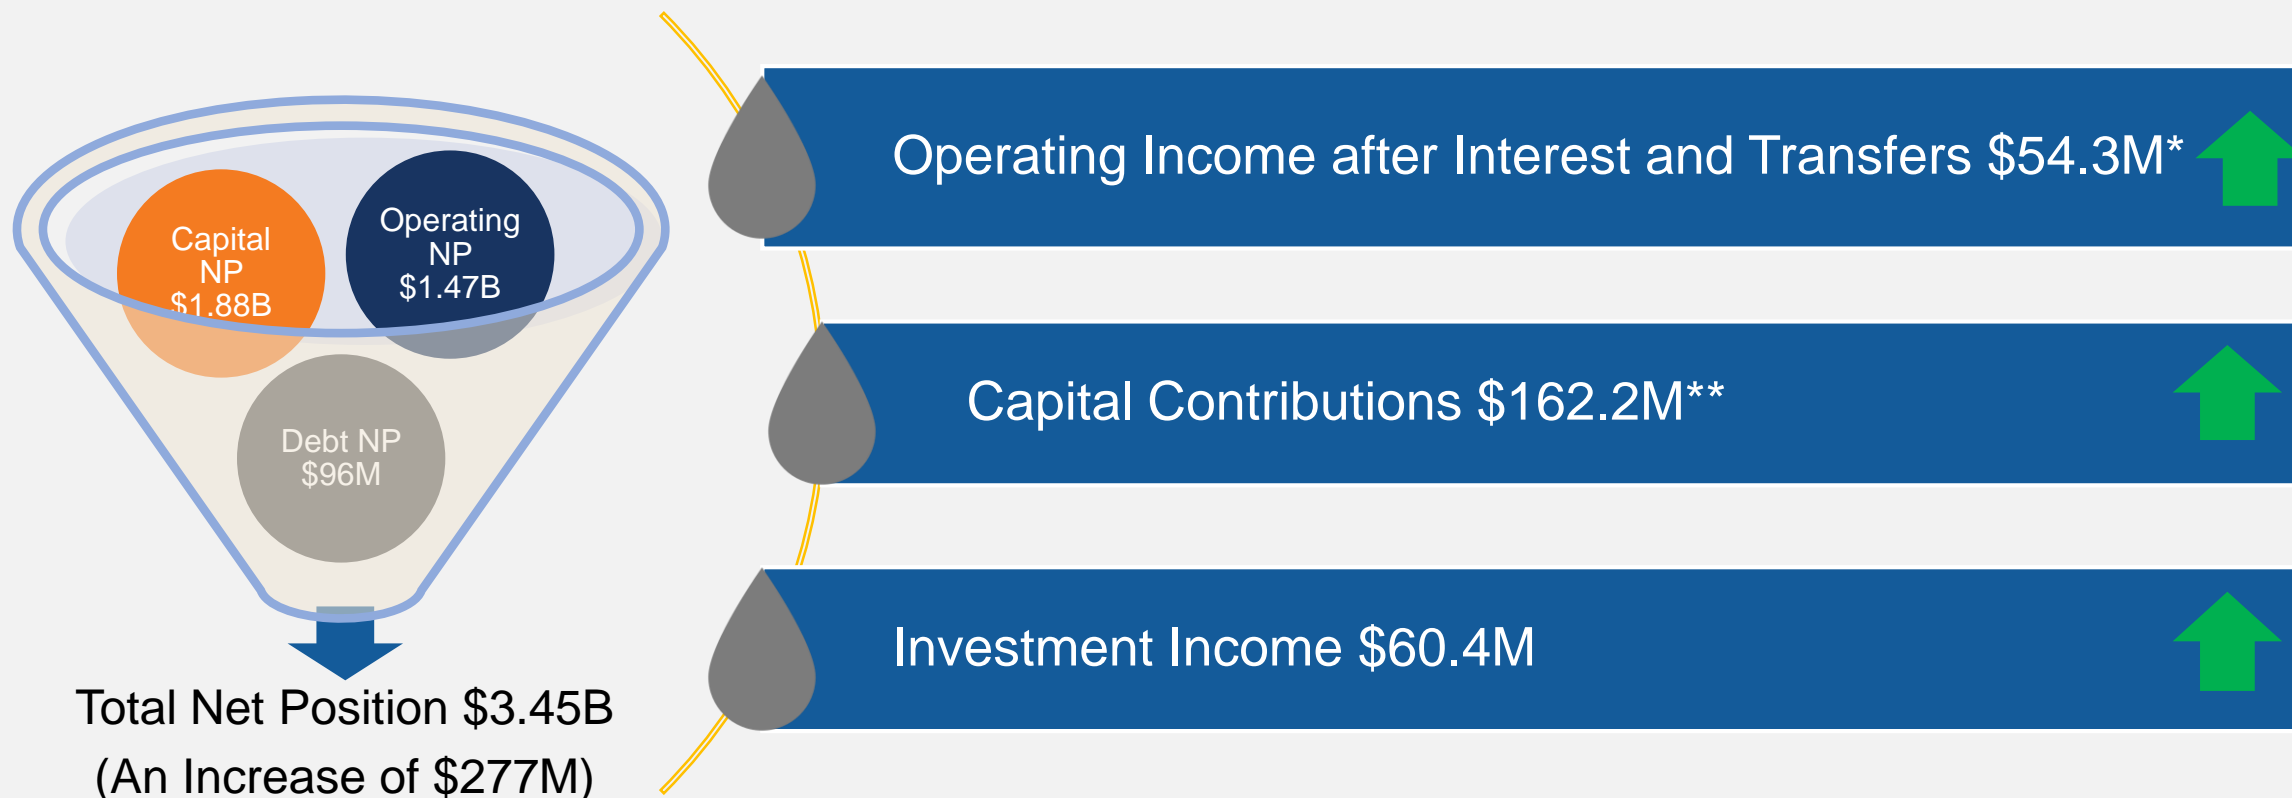 Capital
NP
$1.88B
Operating
NP
$1.47B
Debt NP
$96M
Total Net Position $3.45B
(An Increase of $277M)
Operating Income after Interest and Transfers $54.3M*
Capital Contributions $162.2M**
Investment Income $60.4M